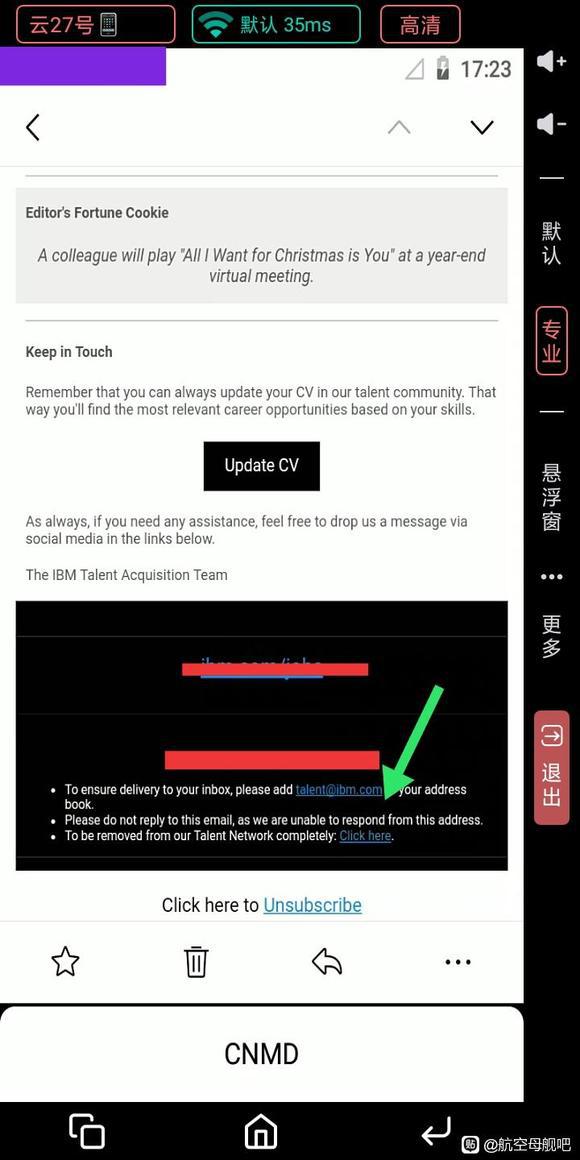 云27号
默认 35ms
高清
17:23
Editor's Fortune Cookie
A colleague will play "All I Want for Christmas is You" at a year-end
virtual meeting.
Keep in Touch
Remember that you can always update your CV in our talent community. That
way you'll find the most relevant career opportunities based on your skills.
Update CV
As always, if you need any assistance, feel free to drop us a message via
social media in the links below.
The IBM Talent Acquisition Team
To ensure delivery to your inbox, please add talent@ibm.com your address
book.
Please do not reply to this email, as we are unable to respond from this address.
To be removed from our Talent Network completely: Click here.
Click here to Unsubscribe
CNMD
默认
专业
悬浮窗
更多
退出
贴 @航空母舰吧